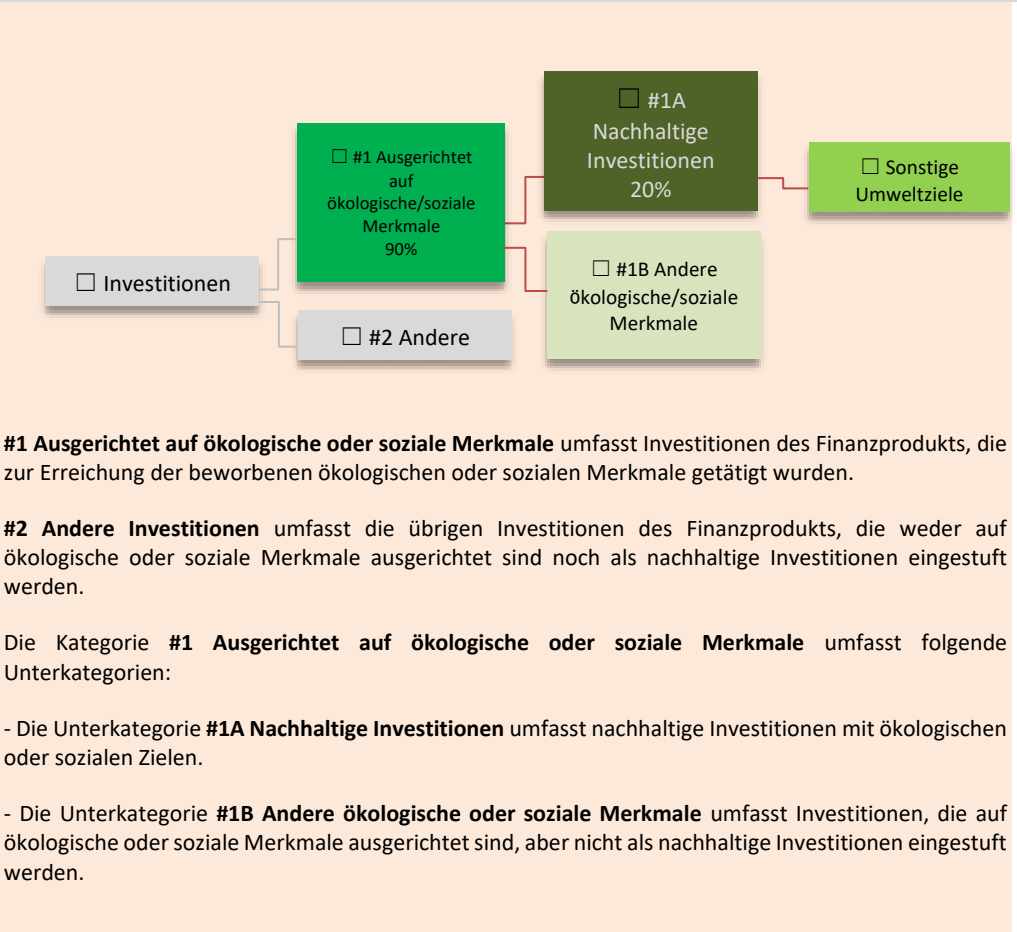 ☐ Investitionen
☐ #1 Ausgerichtet
auf
ökologische/soziale
Merkmale
90%
☐ #2 Andere
☐ #1A
Nachhaltige
Investitionen
20%
☐ #1B Andere
ökologische/soziale
Merkmale
☐ Sonstige
Umweltziele
#1 Ausgerichtet auf ökologische oder soziale Merkmale umfasst Investitionen des Finanzprodukts, die
zur Erreichung der beworbenen ökologischen oder sozialen Merkmale getätigt wurden.
#2 Andere Investitionen umfasst die übrigen Investitionen des Finanzprodukts, die weder auf
ökologische oder soziale Merkmale ausgerichtet sind noch als nachhaltige Investitionen eingestuft
werden.
Die Kategorie #1 Ausgerichtet auf ökologische oder soziale Merkmale umfasst folgende
Unterkategorien:
- Die Unterkategorie #1A Nachhaltige Investitionen umfasst nachhaltige Investitionen mit ökologischen
oder sozialen Zielen.
- Die Unterkategorie #1B Andere ökologische oder soziale Merkmale umfasst Investitionen, die auf
ökologische oder soziale Merkmale ausgerichtet sind, aber nicht als nachhaltige Investitionen eingestuft
werden.